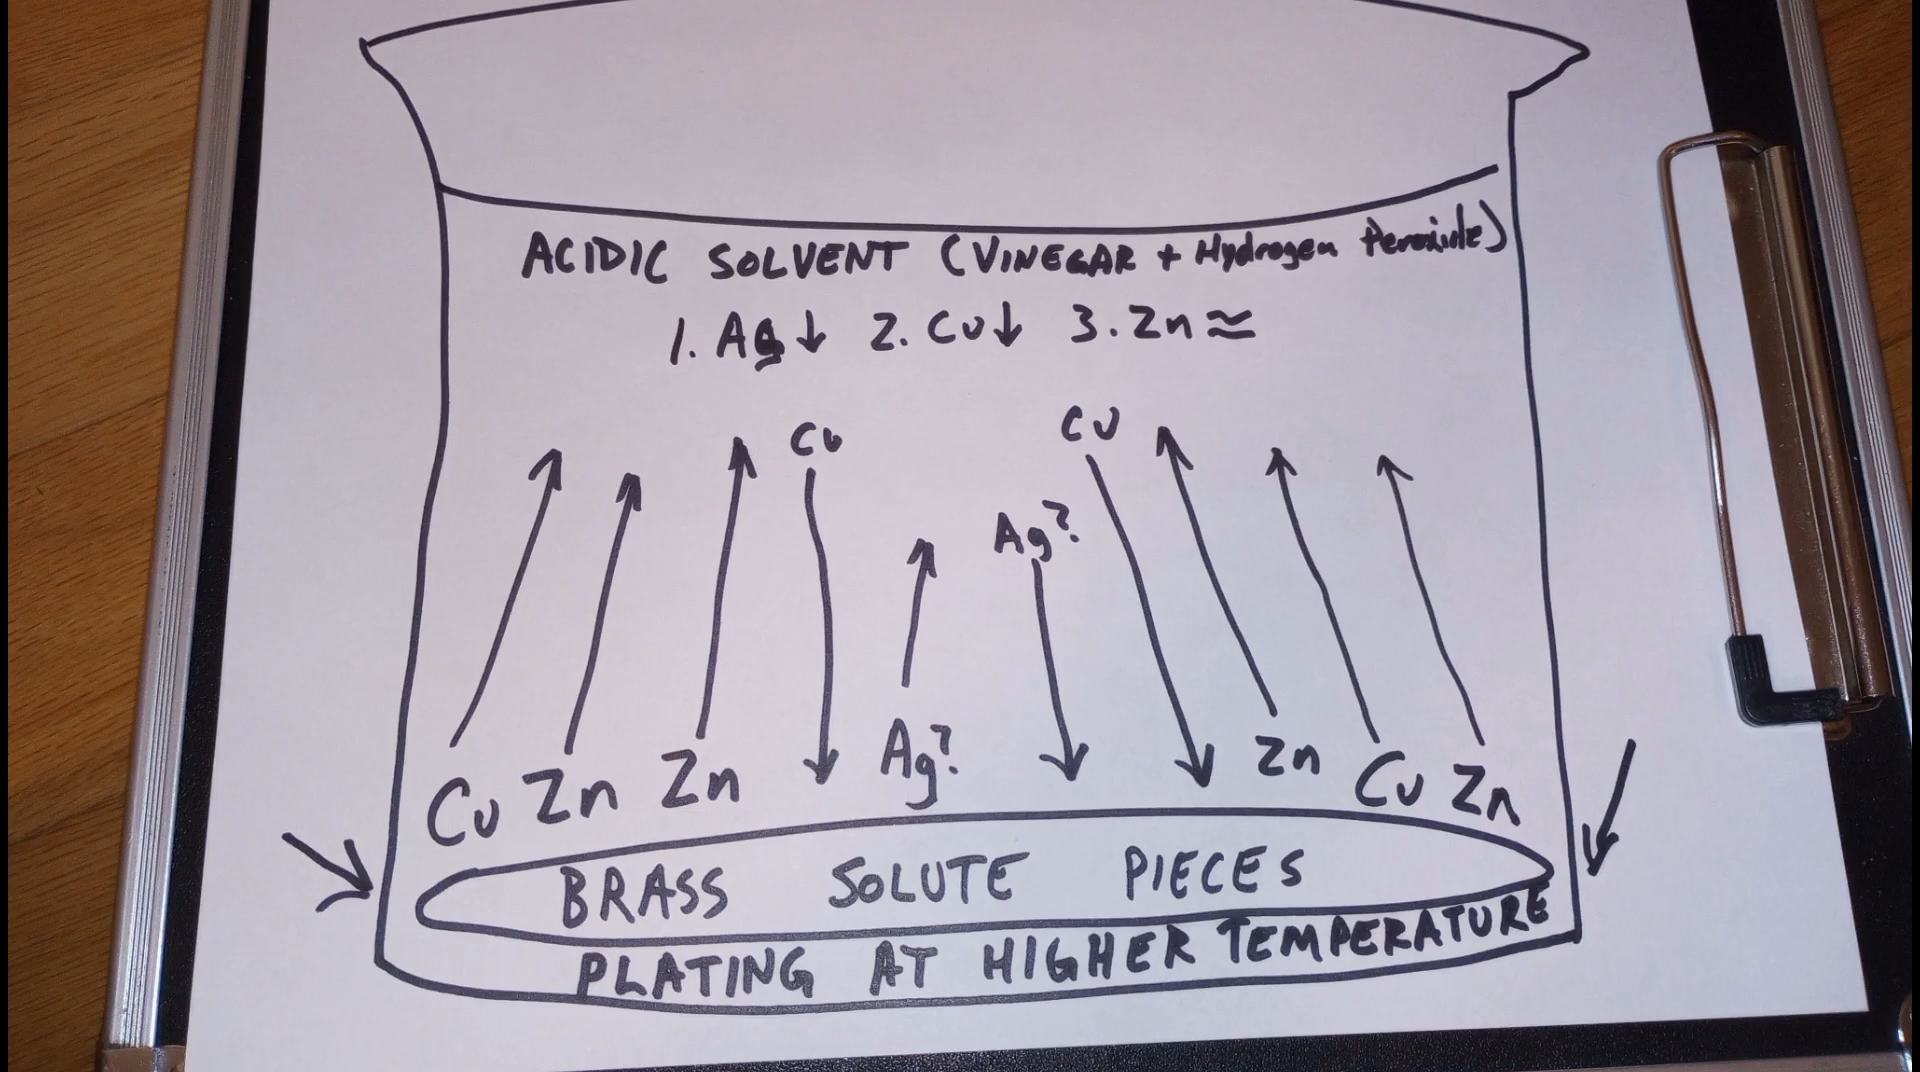 ACIDIC SOLVENT (VINEGAR + Hydrogen Peroxide)
1. Ag↓ 2. Cu↓ 3. Zn≈
Cu Cu
Ag?
Cu Zn Zn Ag? Zn Cu Zn
BRASS SOLUTE PIECES
PLATING AT HIGHER TEMPERATURE